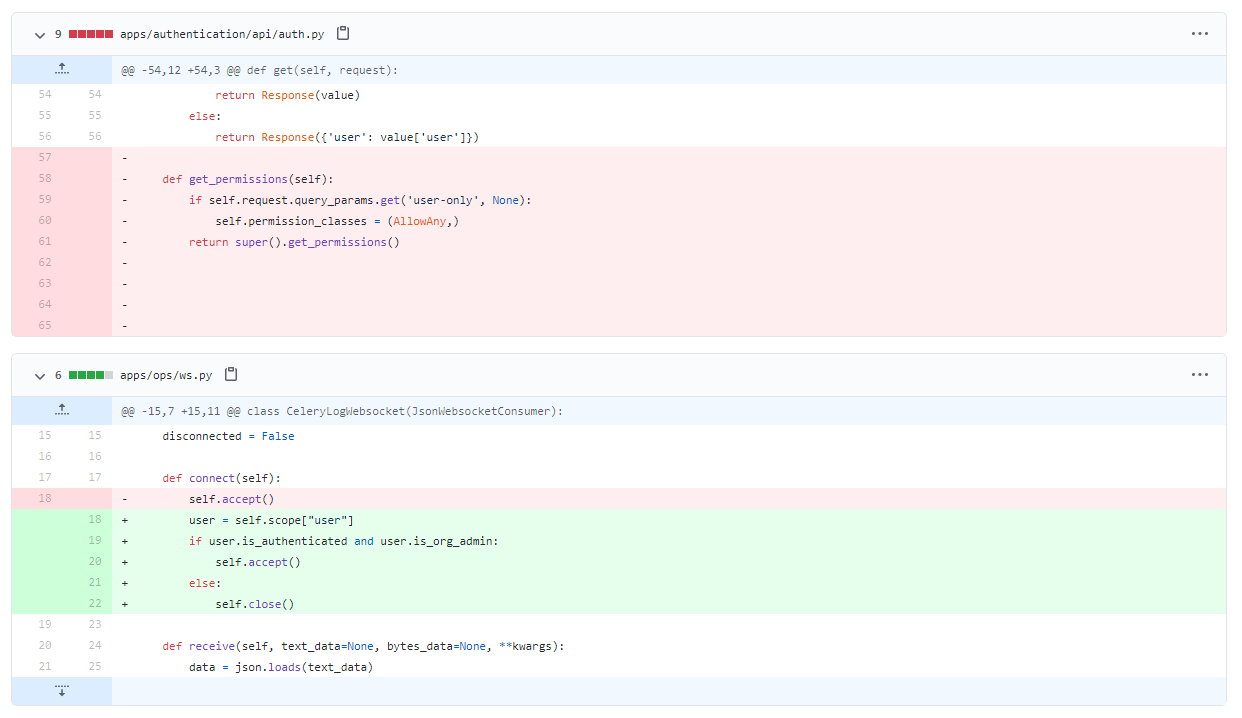 9 apps/authentication/api/auth.py ...
@@ -54,12 +54,3 @@ def get(self, request):
54 54 return Response(value)
55 55 else:
56 56 return Response({'user': value['user']})
57 -
58 - def get_permissions(self):
59 - if self.request.query_params.get('user-only', None):
60 - self.permission_classes = (AllowAny,)
61 - return super().get_permissions()
62 -
63 -
64 -
65 -
6 apps/ops/ws.py ...
@@ -15,7 +15,11 @@ class CeleryLogWebsocket(JsonWebsocketConsumer):
15 15 disconnected = False
16 16
17 17 def connect(self):
18 - self.accept()
18 + user = self.scope["user"]
19 + if user.is_authenticated and user.is_org_admin:
20 + self.accept()
21 + else:
22 + self.close()
19 23
20 24 def receive(self, text_data=None, bytes_data=None, **kwargs):
21 25 data = json.loads(text_data)